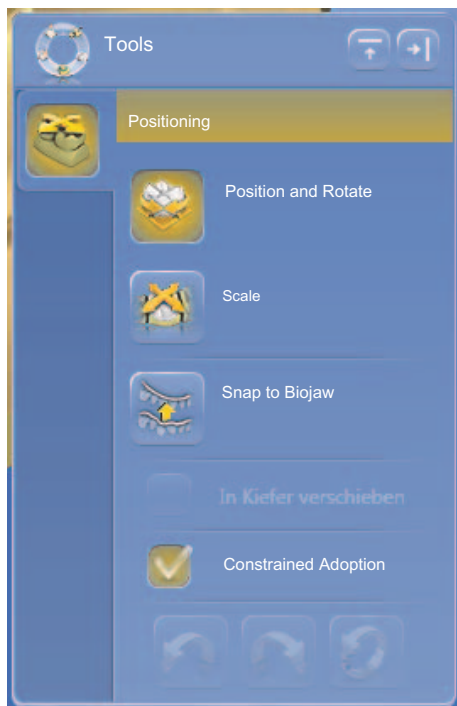 Tools
Positioning
Position and Rotate
Scale
Snap to Biojaw
In Kiefer verschieben
Constrained Adoption